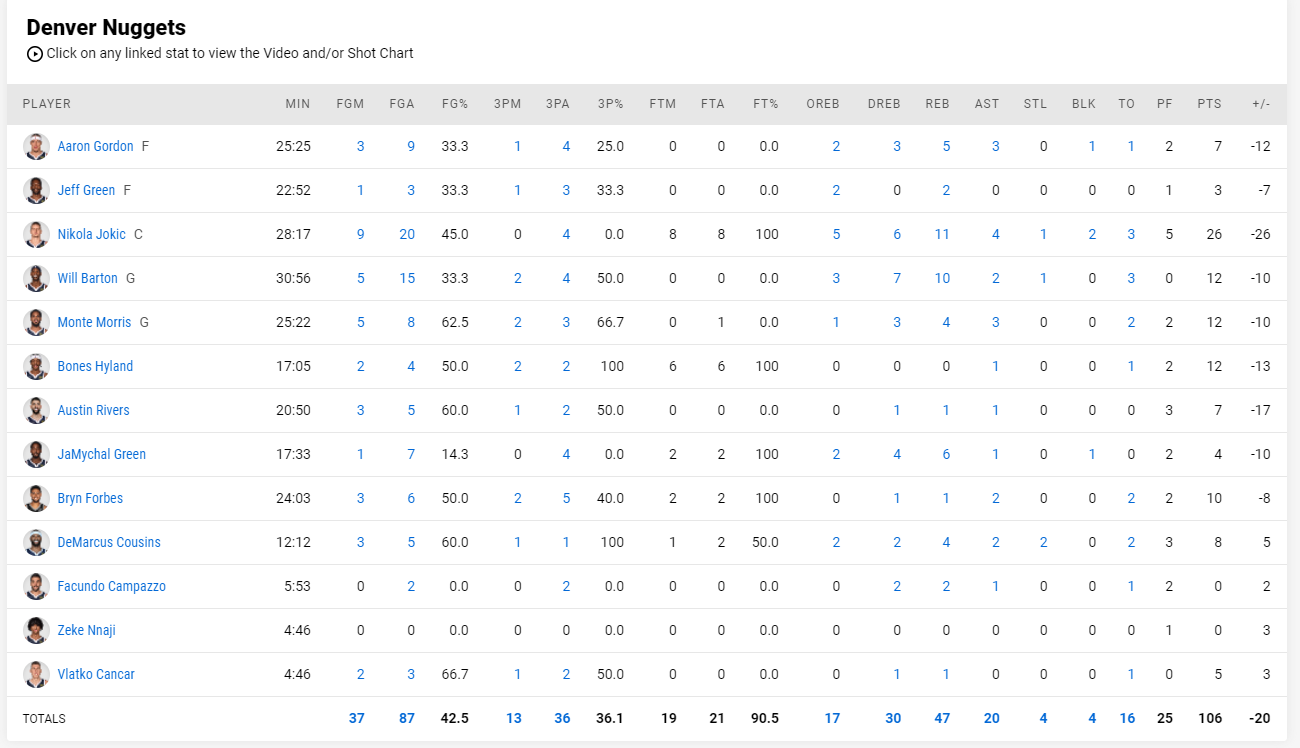 Denver Nuggets
Click on any linked stat to view the Video and/or Shot Chart
PLAYER MIN FGM FGA FG% 3PM 3PA 3P% FTM FTA FT% OREB DREB REB AST STL BLK TO PF PTS +/-
Aaron Gordon F 25:25 3 9 33.3 1 4 25.0 0 0 0.0 2 3 5 3 0 1 1 2 7 -12
Jeff Green F 22:52 1 3 33.3 1 3 33.3 0 0 0.0 2 0 2 0 0 0 0 1 3 -7
Nikola Jokic C 28:17 9 20 45.0 0 4 0.0 8 8 100 5 6 11 4 1 2 3 5 26 -26
Will Barton G 30:56 5 15 33.3 2 4 50.0 0 0 0.0 3 7 10 2 1 0 3 0 12 -10
Monte Morris G 25:22 5 8 62.5 2 3 66.7 0 1 0.0 1 3 4 3 0 0 2 2 12 -10
Bones Hyland 17:05 2 4 50.0 2 2 100 6 6 100 0 0 0 1 0 0 1 2 12 -13
Austin Rivers 20:50 3 5 60.0 1 2 50.0 0 0 0.0 0 1 1 1 0 0 0 3 7 -17
JaMychal Green 17:33 1 7 14.3 0 4 0.0 2 2 100 2 4 6 1 0 1 0 2 4 -10
Bryn Forbes 24:03 3 6 50.0 2 5 40.0 2 2 100 0 1 1 2 0 0 2 2 10 -8
DeMarcus Cousins 12:12 3 5 60.0 1 1 100 1 2 50.0 2 2 4 2 2 0 2 3 8 5
Facundo Campazzo 5:53 0 2 0.0 0 2 0.0 0 0 0.0 0 2 2 1 0 0 1 2 0 2
Zeke Nnaji 4:46 0 0 0.0 0 0 0.0 0 0 0.0 0 0 0 0 0 0 0 1 0 3
Vlatko Cancar 4:46 2 3 66.7 1 2 50.0 0 0 0.0 0 1 1 0 0 0 1 0 5 3
TOTALS 37 87 42.5 13 36 36.1 19 21 90.5 17 30 47 20 4 4 16 25 106 -20